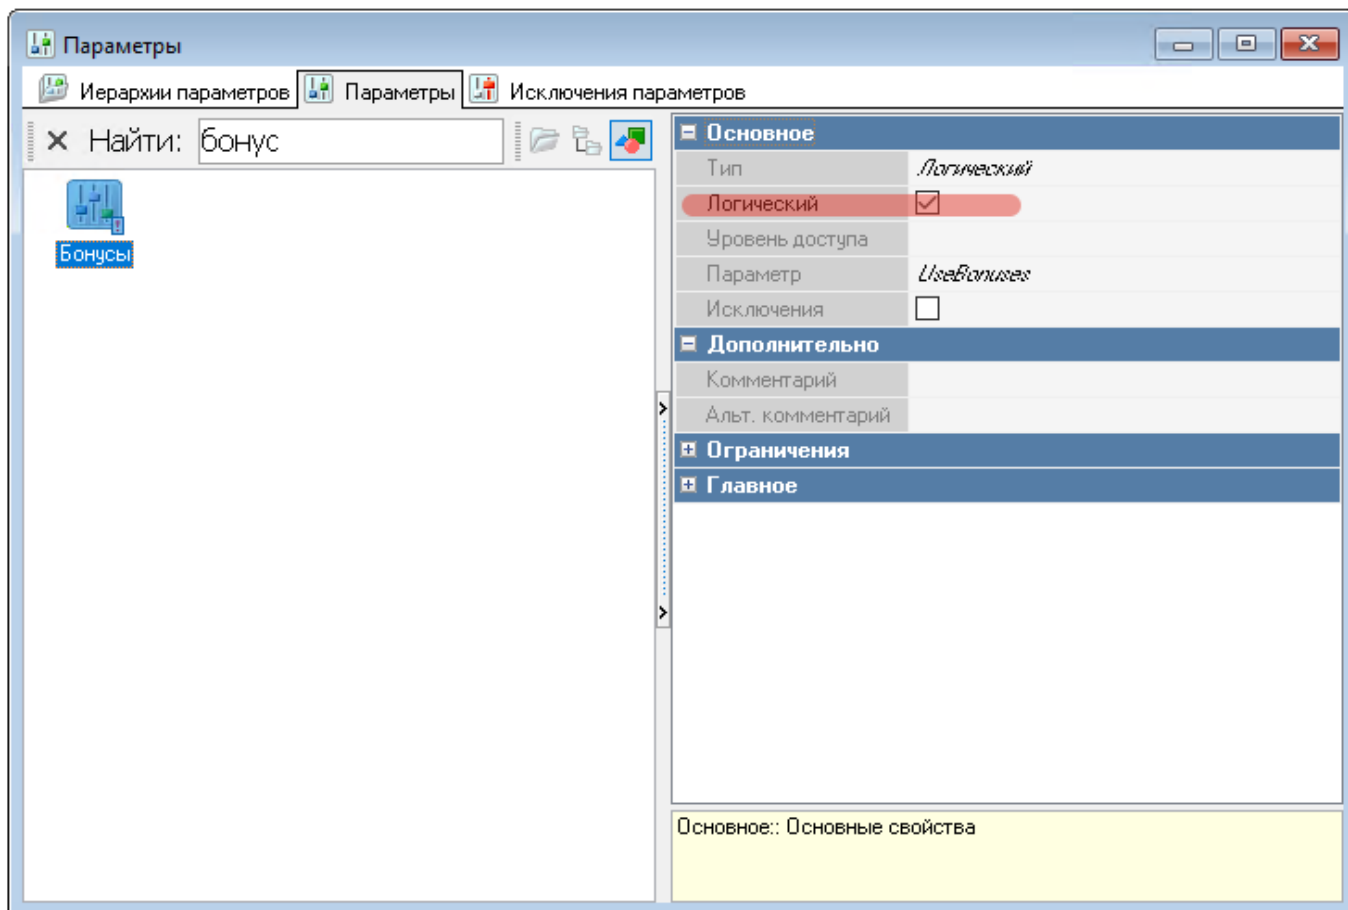 Параметры
Иерархии параметров Параметры Исключения параметров
Найти: бонус
Бонусы
Основное
Тип Логический
Логический
Уровень доступа
Параметр UseBonuses
Исключения
Дополнительно
Комментарий
Альт. комментарий
Ограничения
Главное
Основное:: Основные свойства